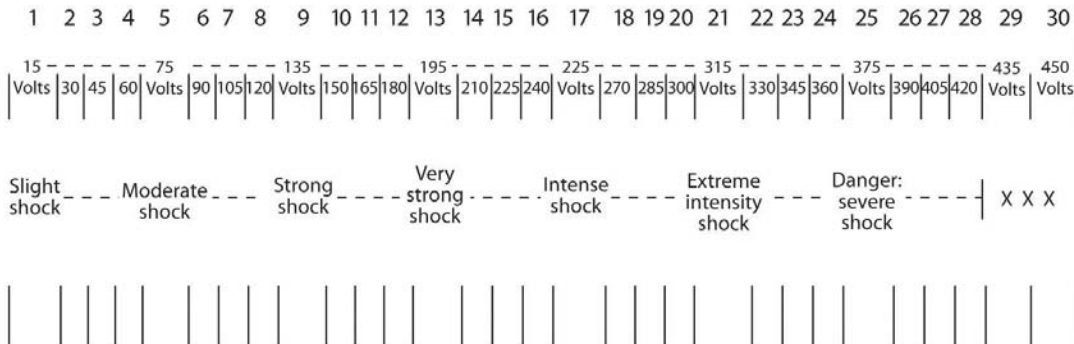 1 2 3 4 5 6 7 8 9 10 11 12 13 14 15 16 17 18 19 20 21 22 23 24 25 26 27 28 29 30
15 - - - - - - - 75 - - - - - - - 135 - - - - - - - 195 - - - - - - - 225 - - - - - - - 315 - - - - - - - 375 - - - - - - - 435 450
Volts 30 45 60 Volts 90 105 120 Volts 150 165 180 Volts 210 225 240 Volts 270 285 300 Volts 330 345 360 Volts 390 405 420 Volts Volts
Slight shock - - - - Moderate shock - - - - Strong shock - - - - Very strong shock - - - - Intense shock - - - - Extreme intensity shock - - - - Danger: severe shock - - - - X X X